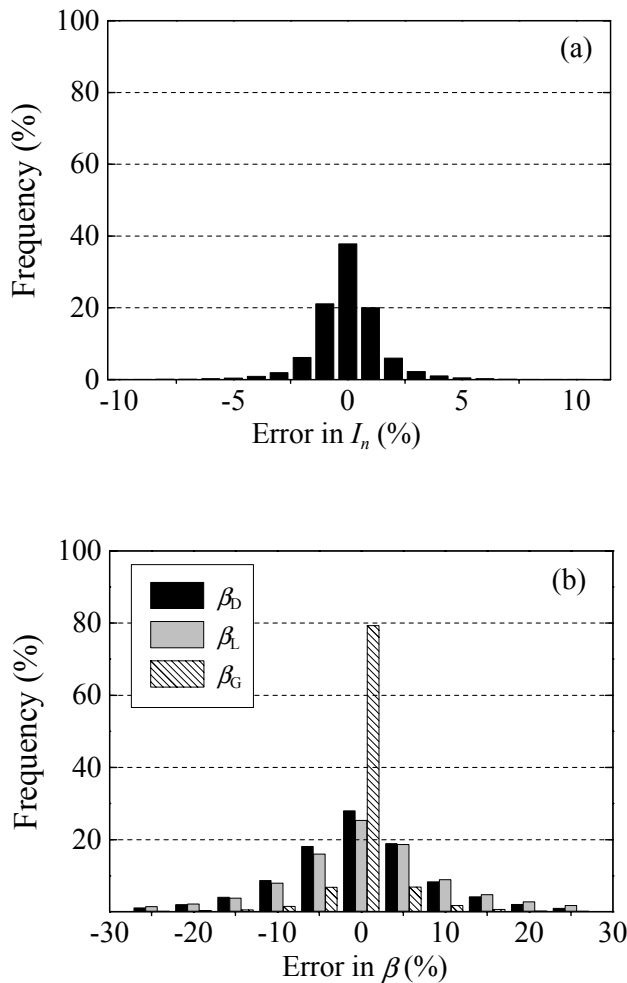 100
80
60
40
20
0
Frequency (%)
(a)
-10 -5 0 5 10
Error in Iₙ (%)
100
80
60
40
20
Frequency (%)
(b)
β_D
β_L
β_G
-30 -20 -10 0 10 20 30
Error in β (%)